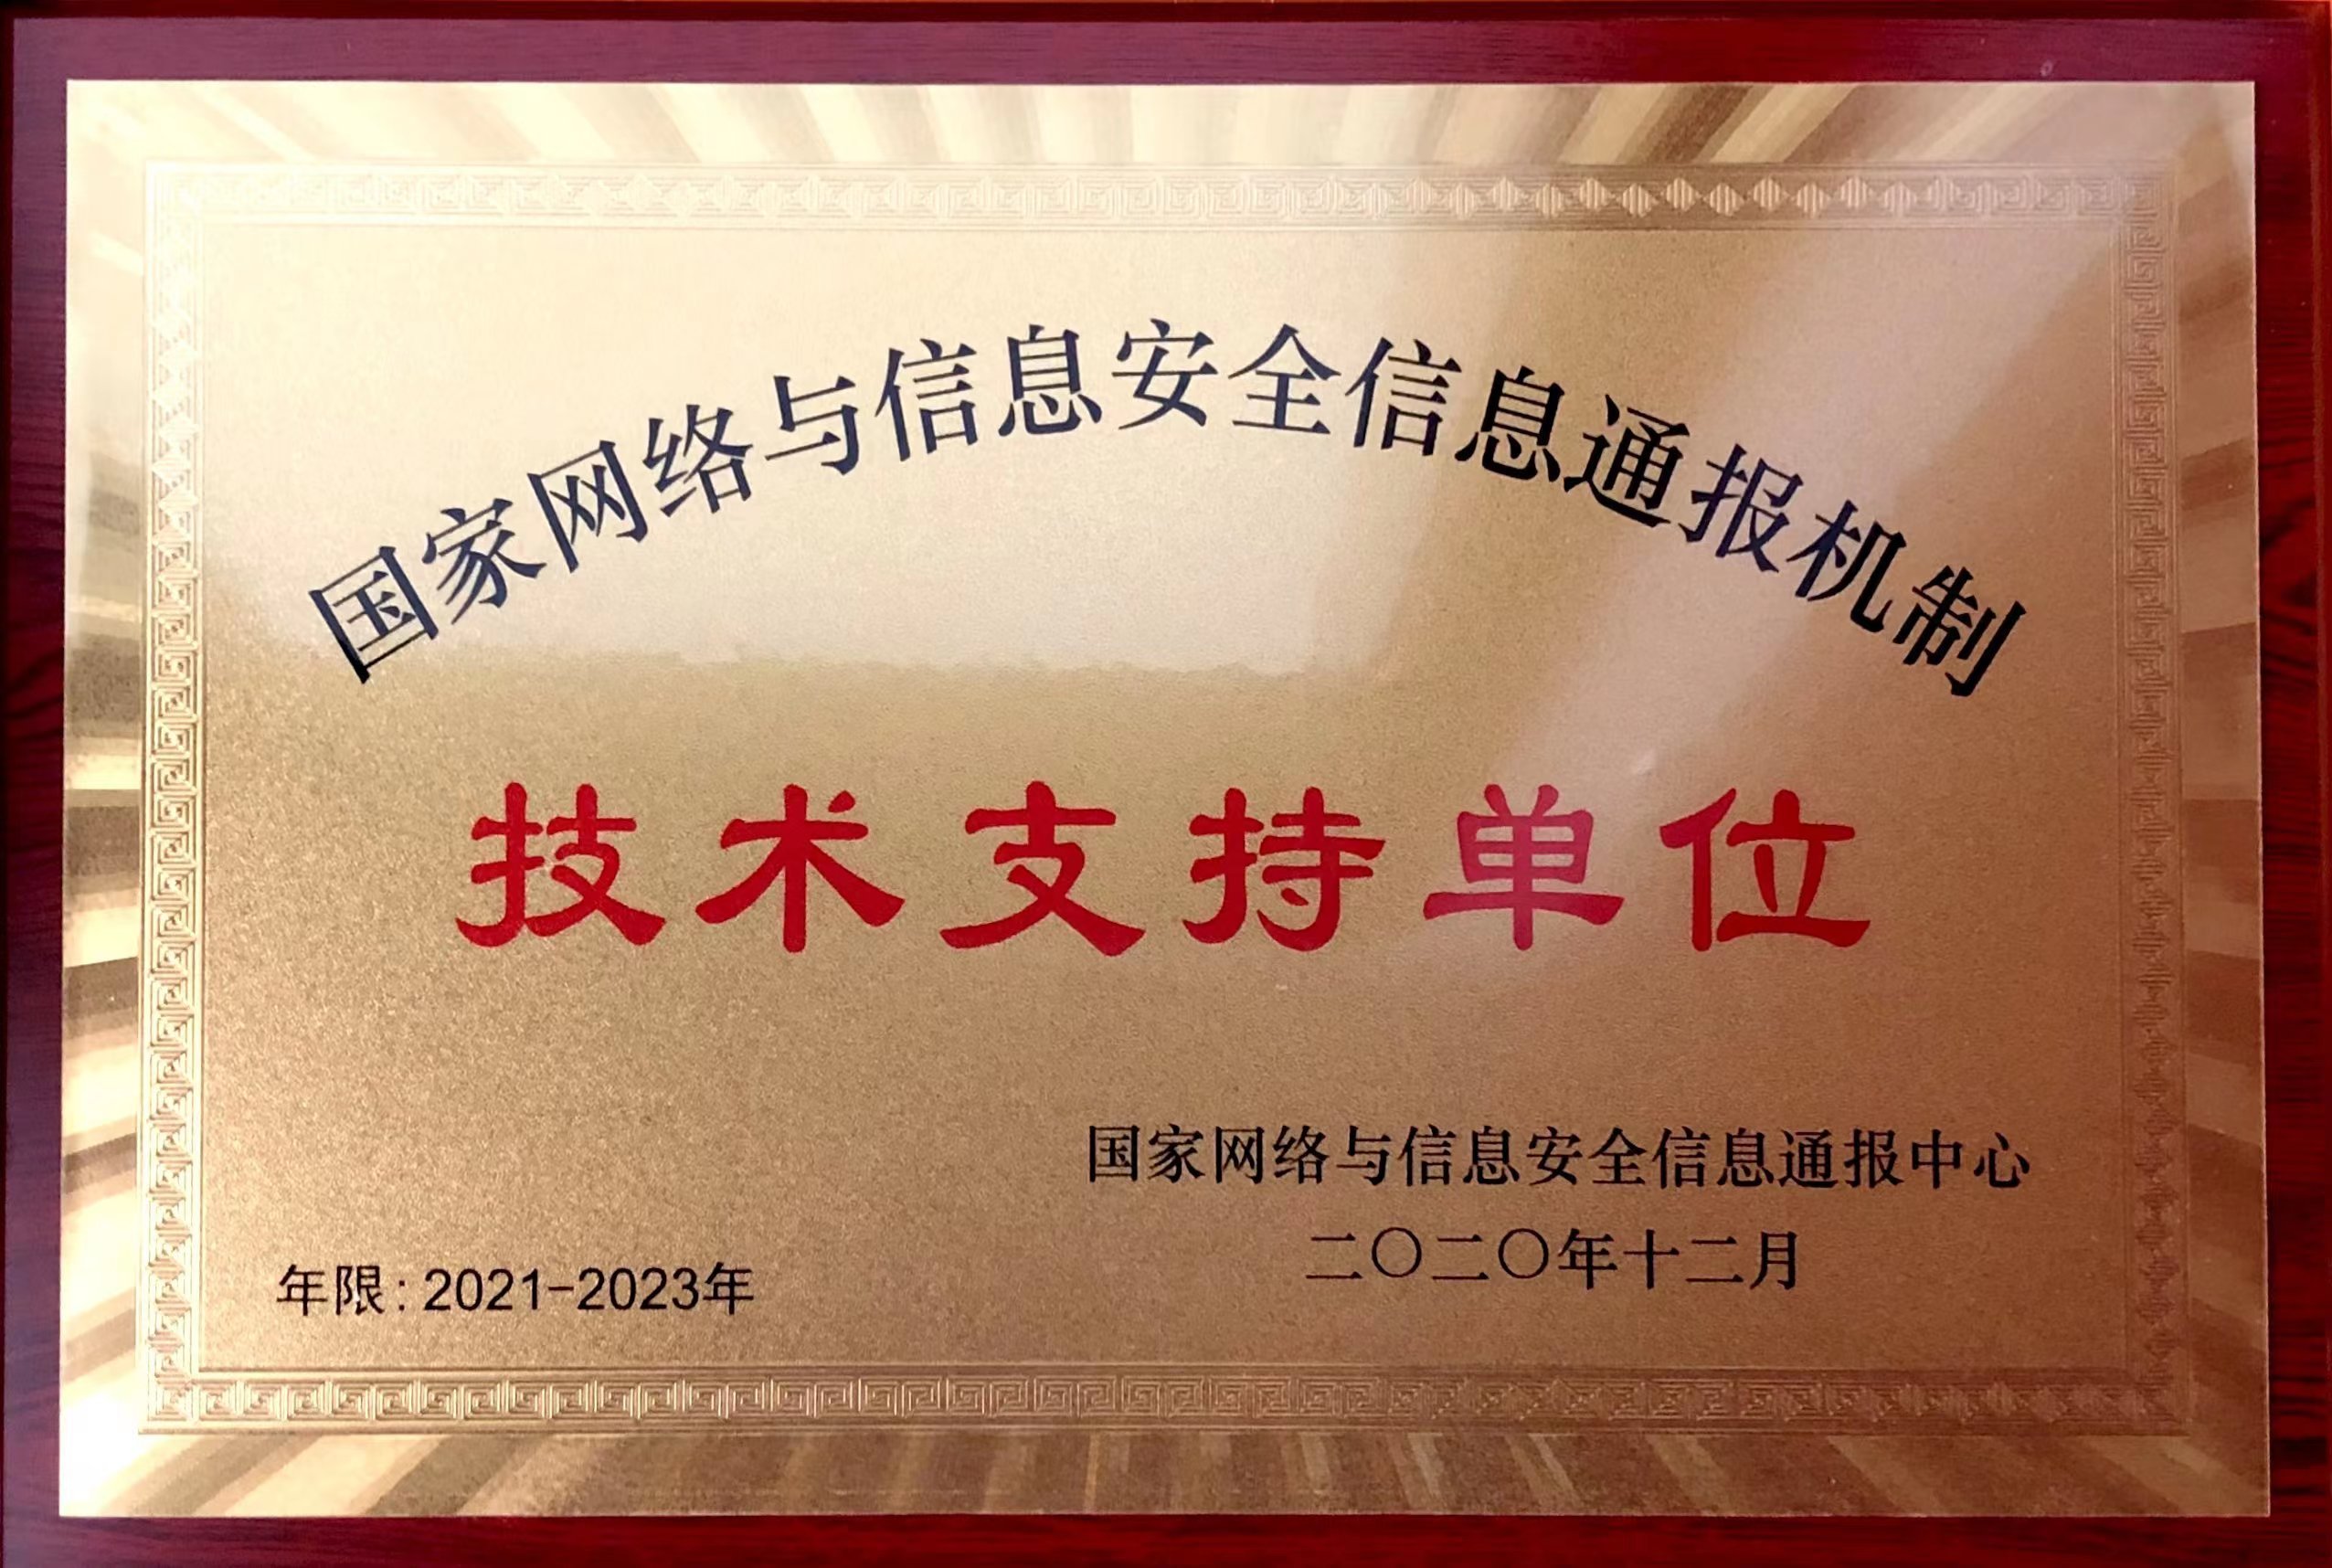 国家网络与信息安全信息通报机制
技术支持单位
国家网络与信息安全信息通报中心
二〇二〇年十二月
年限:2021-2023年